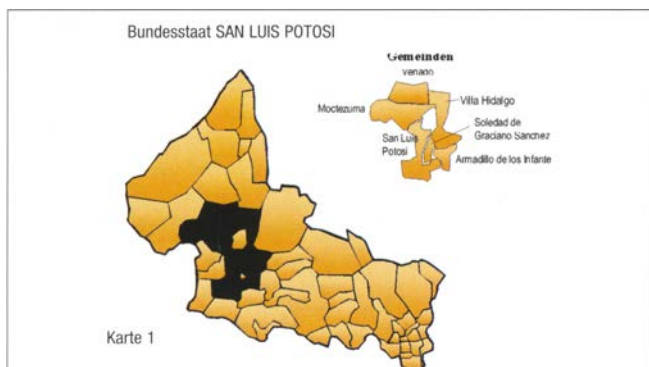 Bundesstaat SAN LUIS POTOSI
Gemeinden
venado
Moctezuma
Villa Hidalgo
Soledad de
Graciano Sanchez
San Luis
Potosi
Armadillo de los Infante
Karte 1